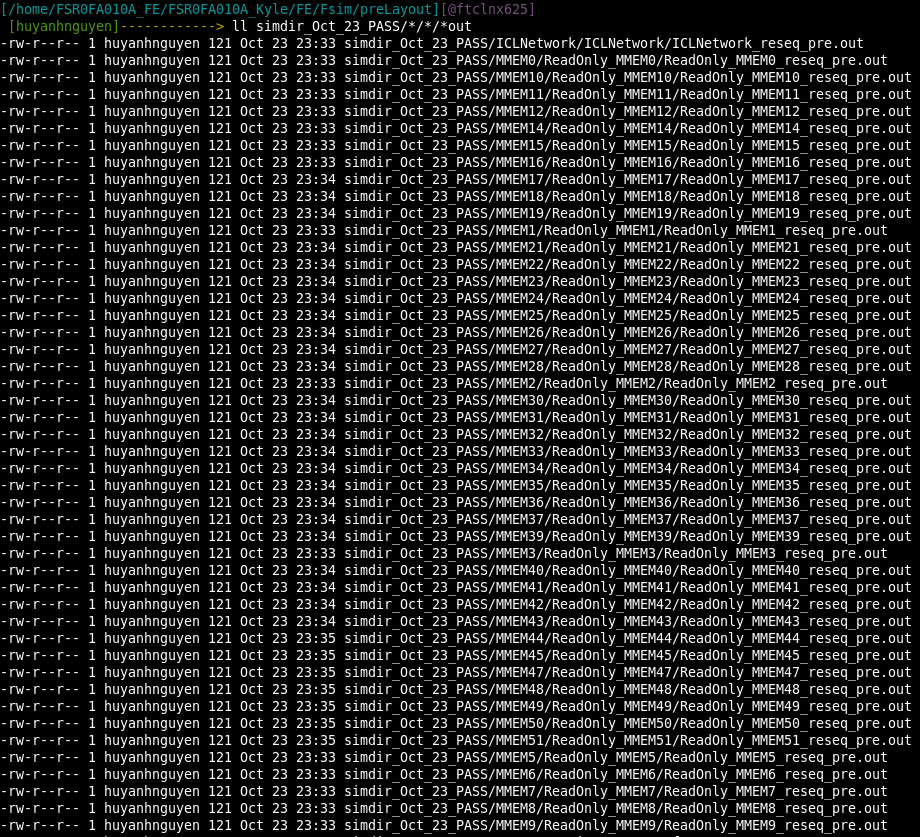 [/home/FSR0FA010A_FE/FSR0FA010A_Kyle/FE/Fsim/preLayout][@ftclnx625]
[huyanhnguyen]------------> ll simdir_Oct_23_PASS/*/*/*out
-rw-r--r-- 1 huyanhnguyen 121 Oct 23 23:33 simdir_Oct_23_PASS/ICLNetwork/ICLNetwork/ICLNetwork_reseq_pre.out
-rw-r--r-- 1 huyanhnguyen 121 Oct 23 23:33 simdir_Oct_23_PASS/MMEM0/ReadOnly_MMEM0/ReadOnly_MMEM0_reseq_pre.out
-rw-r--r-- 1 huyanhnguyen 121 Oct 23 23:33 simdir_Oct_23_PASS/MMEM10/ReadOnly_MMEM10/ReadOnly_MMEM10_reseq_pre.out
-rw-r--r-- 1 huyanhnguyen 121 Oct 23 23:33 simdir_Oct_23_PASS/MMEM11/ReadOnly_MMEM11/ReadOnly_MMEM11_reseq_pre.out
-rw-r--r-- 1 huyanhnguyen 121 Oct 23 23:33 simdir_Oct_23_PASS/MMEM12/ReadOnly_MMEM12/ReadOnly_MMEM12_reseq_pre.out
-rw-r--r-- 1 huyanhnguyen 121 Oct 23 23:33 simdir_Oct_23_PASS/MMEM14/ReadOnly_MMEM14/ReadOnly_MMEM14_reseq_pre.out
-rw-r--r-- 1 huyanhnguyen 121 Oct 23 23:33 simdir_Oct_23_PASS/MMEM15/ReadOnly_MMEM15/ReadOnly_MMEM15_reseq_pre.out
-rw-r--r-- 1 huyanhnguyen 121 Oct 23 23:33 simdir_Oct_23_PASS/MMEM16/ReadOnly_MMEM16/ReadOnly_MMEM16_reseq_pre.out
-rw-r--r-- 1 huyanhnguyen 121 Oct 23 23:34 simdir_Oct_23_PASS/MMEM17/ReadOnly_MMEM17/ReadOnly_MMEM17_reseq_pre.out
-rw-r--r-- 1 huyanhnguyen 121 Oct 23 23:34 simdir_Oct_23_PASS/MMEM18/ReadOnly_MMEM18/ReadOnly_MMEM18_reseq_pre.out
-rw-r--r-- 1 huyanhnguyen 121 Oct 23 23:34 simdir_Oct_23_PASS/MMEM19/ReadOnly_MMEM19/ReadOnly_MMEM19_reseq_pre.out
-rw-r--r-- 1 huyanhnguyen 121 Oct 23 23:33 simdir_Oct_23_PASS/MMEM1/ReadOnly_MMEM1/ReadOnly_MMEM1_reseq_pre.out
-rw-r--r-- 1 huyanhnguyen 121 Oct 23 23:34 simdir_Oct_23_PASS/MMEM21/ReadOnly_MMEM21/ReadOnly_MMEM21_reseq_pre.out
-rw-r--r-- 1 huyanhnguyen 121 Oct 23 23:34 simdir_Oct_23_PASS/MMEM22/ReadOnly_MMEM22/ReadOnly_MMEM22_reseq_pre.out
-rw-r--r-- 1 huyanhnguyen 121 Oct 23 23:34 simdir_Oct_23_PASS/MMEM23/ReadOnly_MMEM23/ReadOnly_MMEM23_reseq_pre.out
-rw-r--r-- 1 huyanhnguyen 121 Oct 23 23:34 simdir_Oct_23_PASS/MMEM24/ReadOnly_MMEM24/ReadOnly_MMEM24_reseq_pre.out
-rw-r--r-- 1 huyanhnguyen 121 Oct 23 23:34 simdir_Oct_23_PASS/MMEM25/ReadOnly_MMEM25/ReadOnly_MMEM25_reseq_pre.out
-rw-r--r-- 1 huyanhnguyen 121 Oct 23 23:34 simdir_Oct_23_PASS/MMEM26/ReadOnly_MMEM26/ReadOnly_MMEM26_reseq_pre.out
-rw-r--r-- 1 huyanhnguyen 121 Oct 23 23:34 simdir_Oct_23_PASS/MMEM27/ReadOnly_MMEM27/ReadOnly_MMEM27_reseq_pre.out
-rw-r--r-- 1 huyanhnguyen 121 Oct 23 23:34 simdir_Oct_23_PASS/MMEM28/ReadOnly_MMEM28/ReadOnly_MMEM28_reseq_pre.out
-rw-r--r-- 1 huyanhnguyen 121 Oct 23 23:33 simdir_Oct_23_PASS/MMEM2/ReadOnly_MMEM2/ReadOnly_MMEM2_reseq_pre.out
-rw-r--r-- 1 huyanhnguyen 121 Oct 23 23:34 simdir_Oct_23_PASS/MMEM30/ReadOnly_MMEM30/ReadOnly_MMEM30_reseq_pre.out
-rw-r--r-- 1 huyanhnguyen 121 Oct 23 23:34 simdir_Oct_23_PASS/MMEM31/ReadOnly_MMEM31/ReadOnly_MMEM31_reseq_pre.out
-rw-r--r-- 1 huyanhnguyen 121 Oct 23 23:34 simdir_Oct_23_PASS/MMEM32/ReadOnly_MMEM32/ReadOnly_MMEM32_reseq_pre.out
-rw-r--r-- 1 huyanhnguyen 121 Oct 23 23:34 simdir_Oct_23_PASS/MMEM33/ReadOnly_MMEM33/ReadOnly_MMEM33_reseq_pre.out
-rw-r--r-- 1 huyanhnguyen 121 Oct 23 23:34 simdir_Oct_23_PASS/MMEM34/ReadOnly_MMEM34/ReadOnly_MMEM34_reseq_pre.out
-rw-r--r-- 1 huyanhnguyen 121 Oct 23 23:34 simdir_Oct_23_PASS/MMEM35/ReadOnly_MMEM35/ReadOnly_MMEM35_reseq_pre.out
-rw-r--r-- 1 huyanhnguyen 121 Oct 23 23:34 simdir_Oct_23_PASS/MMEM36/ReadOnly_MMEM36/ReadOnly_MMEM36_reseq_pre.out
-rw-r--r-- 1 huyanhnguyen 121 Oct 23 23:34 simdir_Oct_23_PASS/MMEM37/ReadOnly_MMEM37/ReadOnly_MMEM37_reseq_pre.out
-rw-r--r-- 1 huyanhnguyen 121 Oct 23 23:34 simdir_Oct_23_PASS/MMEM39/ReadOnly_MMEM39/ReadOnly_MMEM39_reseq_pre.out
-rw-r--r-- 1 huyanhnguyen 121 Oct 23 23:33 simdir_Oct_23_PASS/MMEM3/ReadOnly_MMEM3/ReadOnly_MMEM3_reseq_pre.out
-rw-r--r-- 1 huyanhnguyen 121 Oct 23 23:34 simdir_Oct_23_PASS/MMEM40/ReadOnly_MMEM40/ReadOnly_MMEM40_reseq_pre.out
-rw-r--r-- 1 huyanhnguyen 121 Oct 23 23:34 simdir_Oct_23_PASS/MMEM41/ReadOnly_MMEM41/ReadOnly_MMEM41_reseq_pre.out
-rw-r--r-- 1 huyanhnguyen 121 Oct 23 23:34 simdir_Oct_23_PASS/MMEM42/ReadOnly_MMEM42/ReadOnly_MMEM42_reseq_pre.out
-rw-r--r-- 1 huyanhnguyen 121 Oct 23 23:34 simdir_Oct_23_PASS/MMEM43/ReadOnly_MMEM43/ReadOnly_MMEM43_reseq_pre.out
-rw-r--r-- 1 huyanhnguyen 121 Oct 23 23:35 simdir_Oct_23_PASS/MMEM44/ReadOnly_MMEM44/ReadOnly_MMEM44_reseq_pre.out
-rw-r--r-- 1 huyanhnguyen 121 Oct 23 23:35 simdir_Oct_23_PASS/MMEM45/ReadOnly_MMEM45/ReadOnly_MMEM45_reseq_pre.out
-rw-r--r-- 1 huyanhnguyen 121 Oct 23 23:35 simdir_Oct_23_PASS/MMEM47/ReadOnly_MMEM47/ReadOnly_MMEM47_reseq_pre.out
-rw-r--r-- 1 huyanhnguyen 121 Oct 23 23:35 simdir_Oct_23_PASS/MMEM48/ReadOnly_MMEM48/ReadOnly_MMEM48_reseq_pre.out
-rw-r--r-- 1 huyanhnguyen 121 Oct 23 23:35 simdir_Oct_23_PASS/MMEM49/ReadOnly_MMEM49/ReadOnly_MMEM49_reseq_pre.out
-rw-r--r-- 1 huyanhnguyen 121 Oct 23 23:35 simdir_Oct_23_PASS/MMEM50/ReadOnly_MMEM50/ReadOnly_MMEM50_reseq_pre.out
-rw-r--r-- 1 huyanhnguyen 121 Oct 23 23:35 simdir_Oct_23_PASS/MMEM51/ReadOnly_MMEM51/ReadOnly_MMEM51_reseq_pre.out
-rw-r--r-- 1 huyanhnguyen 121 Oct 23 23:33 simdir_Oct_23_PASS/MMEM5/ReadOnly_MMEM5/ReadOnly_MMEM5_reseq_pre.out
-rw-r--r-- 1 huyanhnguyen 121 Oct 23 23:33 simdir_Oct_23_PASS/MMEM6/ReadOnly_MMEM6/ReadOnly_MMEM6_reseq_pre.out
-rw-r--r-- 1 huyanhnguyen 121 Oct 23 23:33 simdir_Oct_23_PASS/MMEM7/ReadOnly_MMEM7/ReadOnly_MMEM7_reseq_pre.out
-rw-r--r-- 1 huyanhnguyen 121 Oct 23 23:33 simdir_Oct_23_PASS/MMEM8/ReadOnly_MMEM8/ReadOnly_MMEM8_reseq_pre.out
-rw-r--r-- 1 huyanhnguyen 121 Oct 23 23:33 simdir_Oct_23_PASS/MMEM9/ReadOnly_MMEM9/ReadOnly_MMEM9_reseq_pre.out